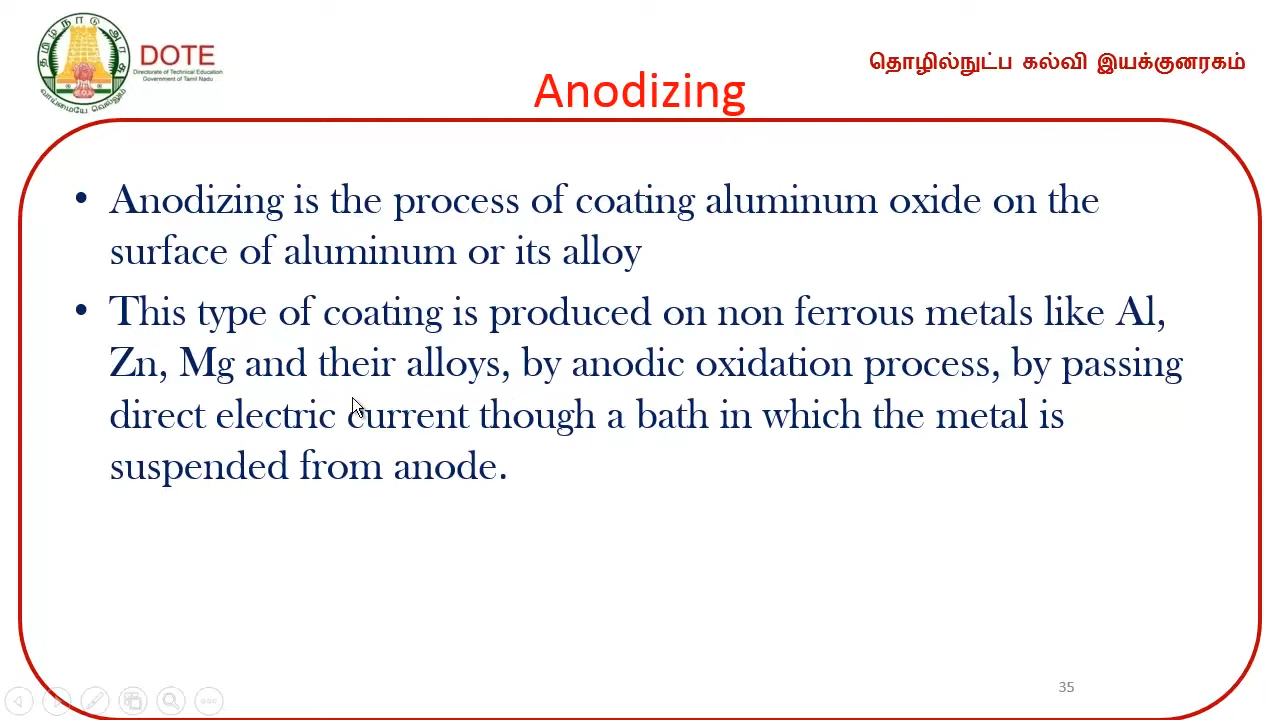 தமிழ்நாடு அரசு
வாய்மையே வெல்லும்
DOTE
Directorate of Technical Education
Government of Tamil Nadu
தொழில்நுட்ப கல்வி இயக்குனரகம்
Anodizing
• Anodizing is the process of coating aluminum oxide on the
surface of aluminum or its alloy
• This type of coating is produced on non ferrous metals like Al,
Zn, Mg and their alloys, by anodic oxidation process, by passing
direct electric current though a bath in which the metal is
suspended from anode.
35